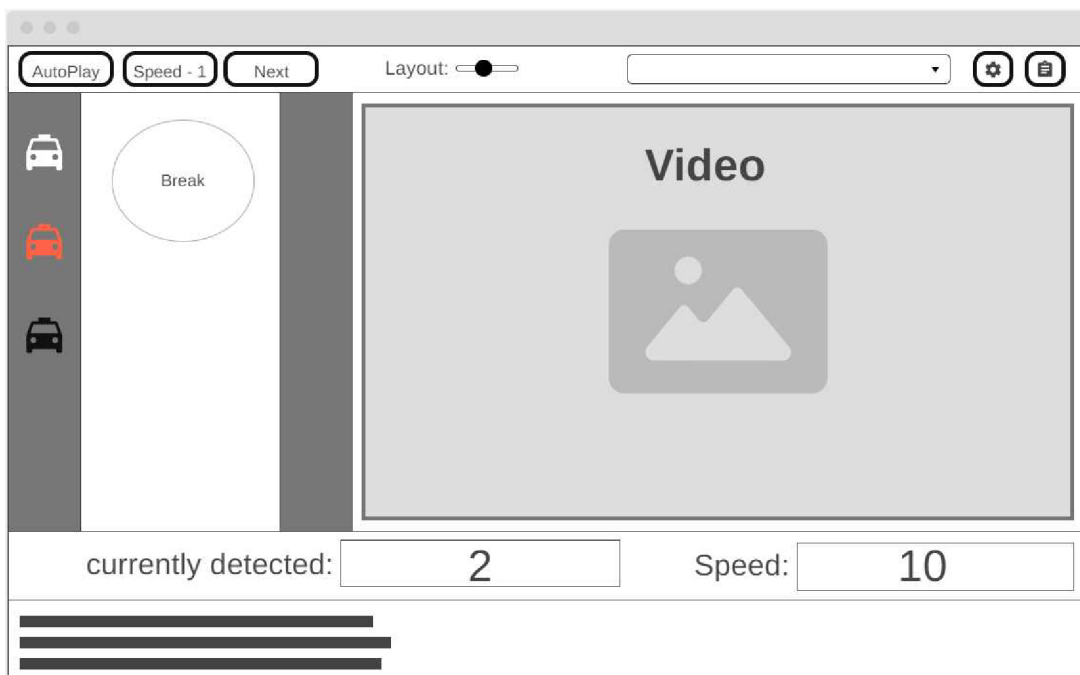 AutoPlay
Speed - 1
Next
Layout:
Break
Video
currently detected: 2
Speed: 10